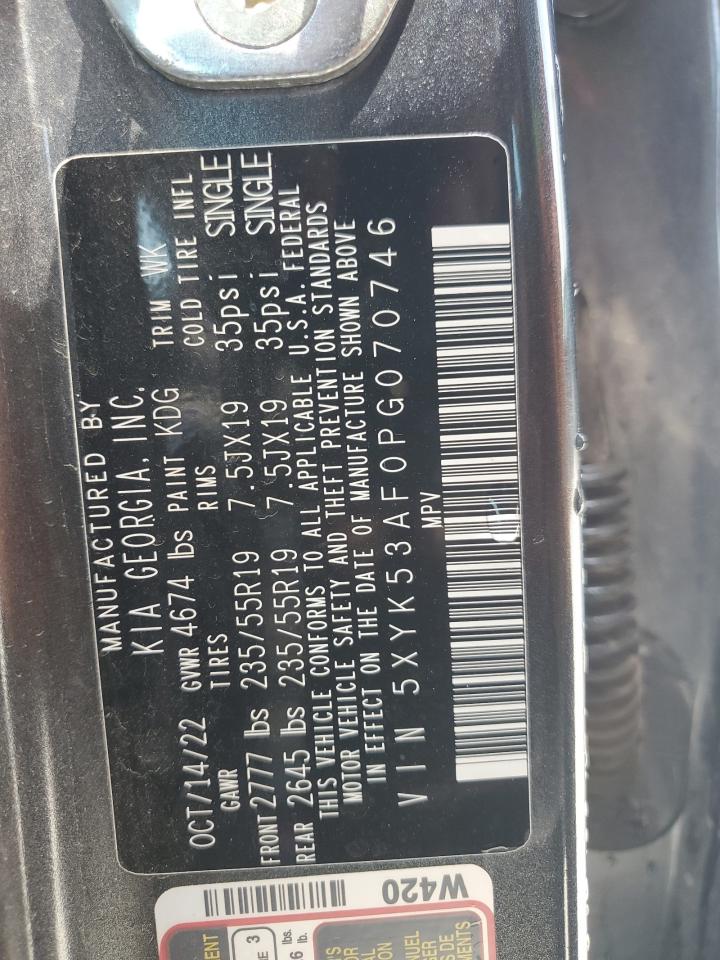 MANUFACTURED BY
KIA GEORGIA, INC.
OCT/14/22 GVWR 4674 lbs PAINT KDG TRIM WK
GAWR TIRES RIMS COLD TIRE INFL
FRONT 2777 lbs 235/55R19 7.5JX19 35psi SINGLE
REAR 2645 lbs 235/55R19 7.5JX19 35psi SINGLE
THIS VEHICLE CONFORMS TO ALL APPLICABLE U.S.A. FEDERAL
MOTOR VEHICLE SAFETY AND THEFT PREVENTION STANDARDS
IN EFFECT ON THE DATE OF MANUFACTURE SHOWN ABOVE
VIN 5XYK53AF0PG070746
MPV
W420
3
lbs.
lb.